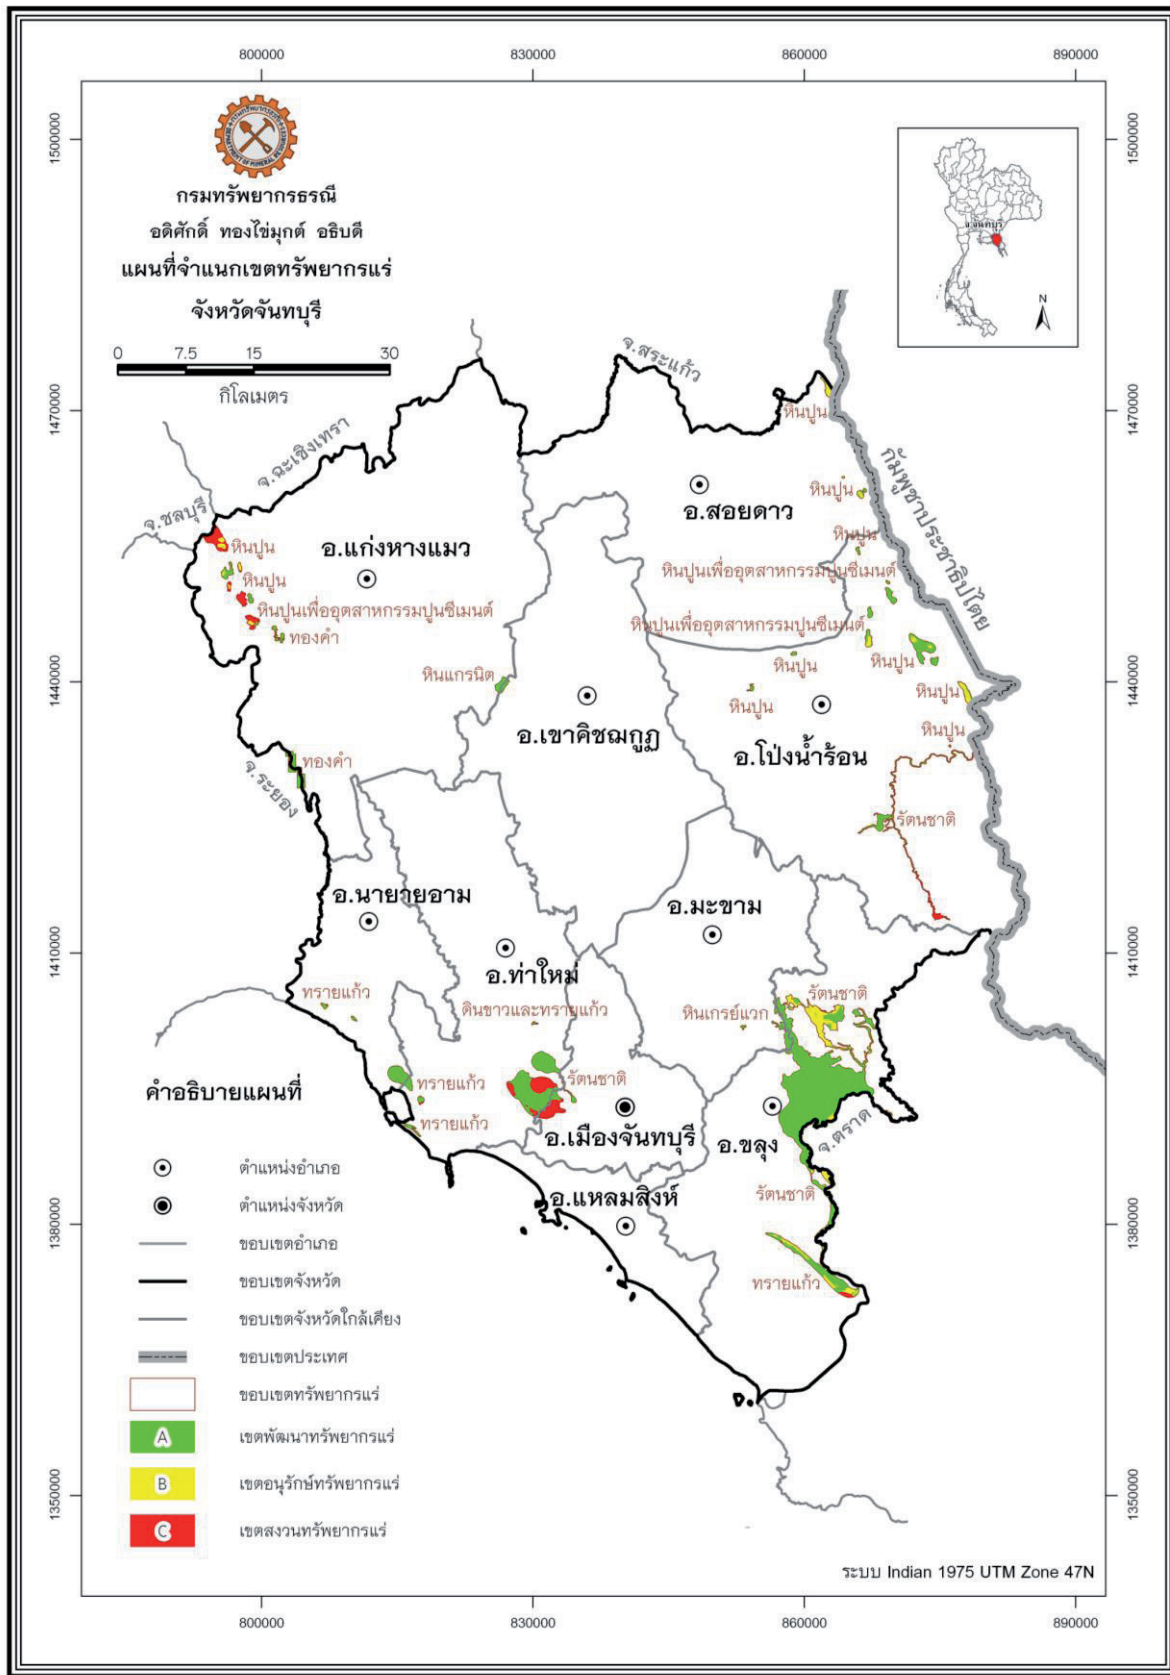 800000
830000
860000
890000
1500000
1500000
กรมทรัพยากรธรณี
อดิศักดิ์ ทองไข่มุกต์ อธิบดี
แผนที่จำแนกเขตทรัพยากรแร่
จังหวัดจันทบุรี
0 7.5 15 30
กิโลเมตร
จ.จันทบุรี
N
จ.สระแก้ว
1470000
หินปูน
1470000
จ.ฉะเชิงเทรา
กัมพูชาประชาธิปไตย
จ.ชลบุรี
อ.สอยดาว
หินปูน
หินปูน
อ.แก่งหางแมว
หินปูน
หินปูน
หินปูนเพื่ออุตสาหกรรมปูนซีเมนต์
หินปูนเพื่ออุตสาหกรรมปูนซีเมนต์
หินปูนเพื่ออุตสาหกรรมปูนซีเมนต์
ทองคำ
หินปูน
หินปูน
หินแกรนิต
1440000
หินปูน
1440000
หินปูน
อ.เขาคิชฌกูฏ
หินปูน
อ.โป่งน้ำร้อน
ทองคำ
จ.ระยอง
รัตนชาติ
อ.นายายอาม
อ.มะขาม
1410000
อ.ท่าใหม่
1410000
ทรายแก้ว
ดินขาวและทรายแก้ว
หินเกรย์แวก
รัตนชาติ
คำอธิบายแผนที่
ทรายแก้ว
รัตนชาติ
ทรายแก้ว
อ.เมืองจันทบุรี
อ.ขลุง
จ.ตราด
ตำแหน่งอำเภอ
อ.แหลมสิงห์
รัตนชาติ
ตำแหน่งจังหวัด
1380000
1380000
ขอบเขตอำเภอ
ขอบเขตจังหวัด
ทรายแก้ว
ขอบเขตจังหวัดใกล้เคียง
ขอบเขตประเทศ
ขอบเขตทรัพยากรแร่
A เขตพัฒนาทรัพยากรแร่
B เขตอนุรักษ์ทรัพยากรแร่
1350000
1350000
C เขตสงวนทรัพยากรแร่
ระบบ Indian 1975 UTM Zone 47N
800000
830000
860000
890000